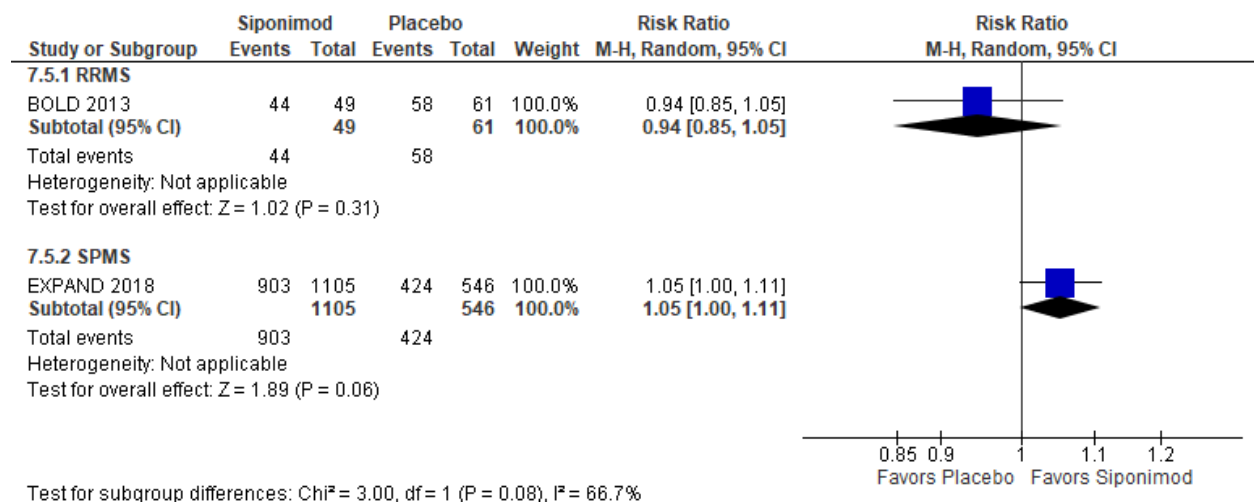 Siponimod Placebo Risk Ratio Risk Ratio
Study or Subgroup Events Total Events Total Weight M-H, Random, 95% CI M-H, Random, 95% CI
7.5.1 RRMS
BOLD 2013 44 49 58 61 100.0% 0.94 [0.85, 1.05]
Subtotal (95% CI) 49 61 100.0% 0.94 [0.85, 1.05]
Total events 44 58
Heterogeneity: Not applicable
Test for overall effect: Z = 1.02 (P = 0.31)
7.5.2 SPMS
EXPAND 2018 903 1105 424 546 100.0% 1.05 [1.00, 1.11]
Subtotal (95% CI) 1105 546 100.0% 1.05 [1.00, 1.11]
Total events 903 424
Heterogeneity: Not applicable
Test for overall effect: Z = 1.89 (P = 0.06)
0.85 0.9 1 1.1 1.2
Favors Placebo Favors Siponimod
Test for subgroup differences: Chi² = 3.00, df = 1 (P = 0.08), I² = 66.7%